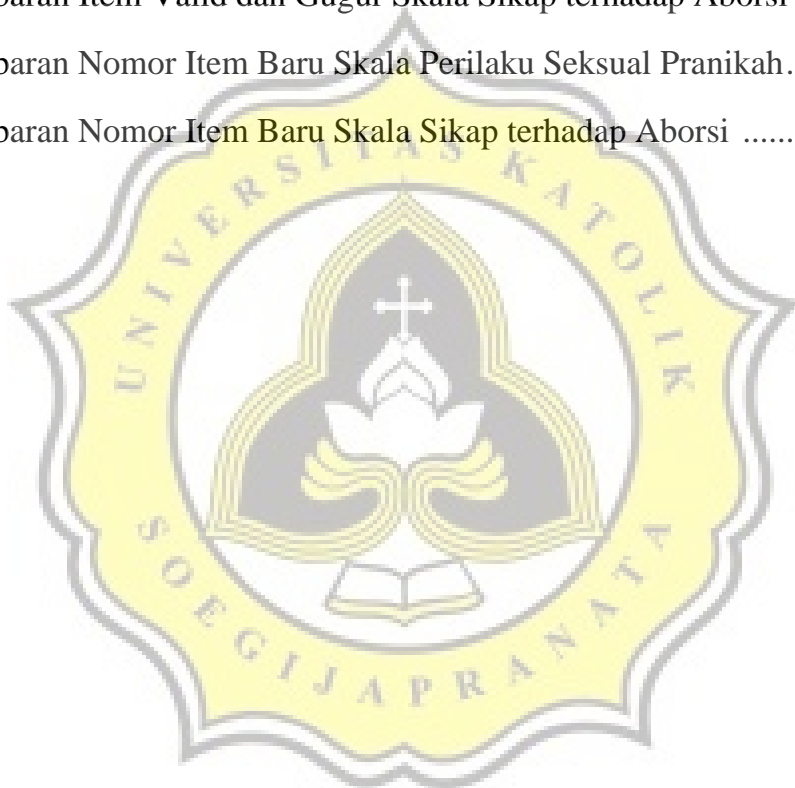 baran Item Valid dan Gugur Skala Sikap terhadap Aborsi
baran Nomor Item Baru Skala Perilaku Seksual Pranikah.
baran Nomor Item Baru Skala Sikap terhadap Aborsi ......
UNIVERSITAS KATOLIK
SOEGIJAPRANATA